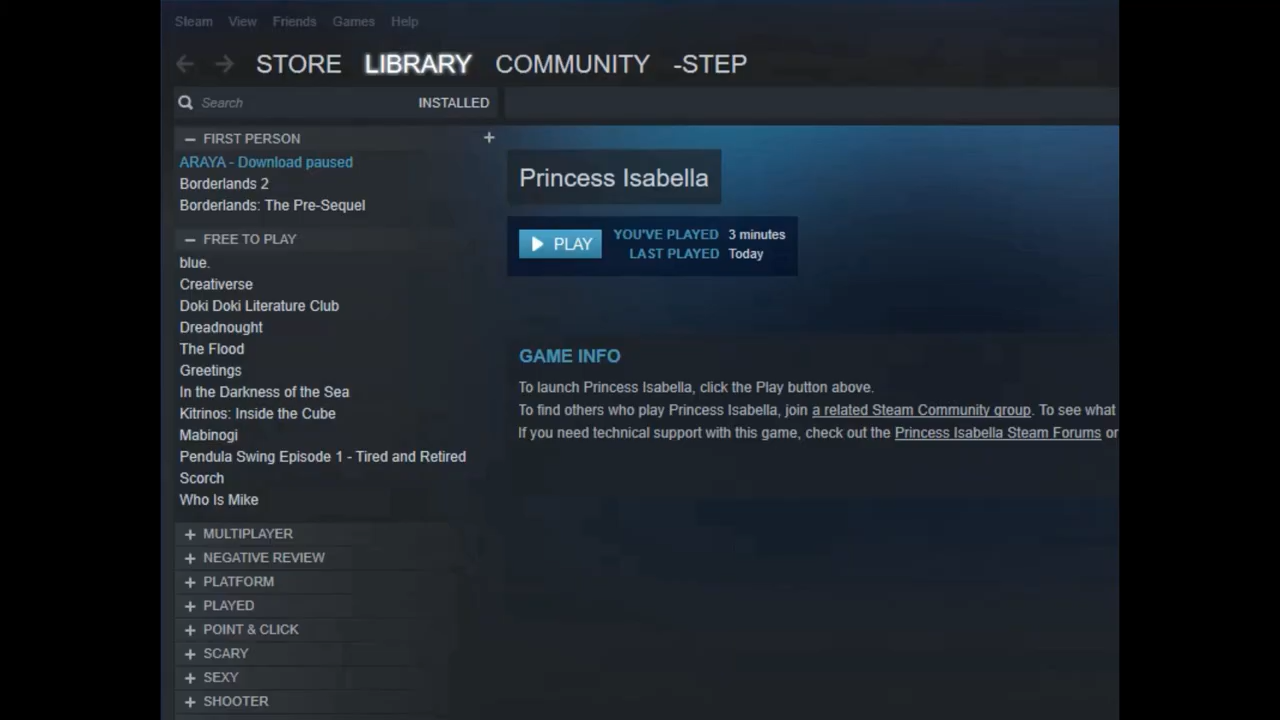 Steam View Friends Games Help
STORE LIBRARY COMMUNITY -STEP
Search INSTALLED
− FIRST PERSON +
ARAYA - Download paused
Borderlands 2
Borderlands: The Pre-Sequel
− FREE TO PLAY
blue.
Creativerse
Doki Doki Literature Club
Dreadnought
The Flood
Greetings
In the Darkness of the Sea
Kitrinos: Inside the Cube
Mabinogi
Pendula Swing Episode 1 - Tired and Retired
Scorch
Who Is Mike
+ MULTIPLAYER
+ NEGATIVE REVIEW
+ PLATFORM
+ PLAYED
+ POINT & CLICK
+ SCARY
+ SEXY
+ SHOOTER
Princess Isabella
PLAY YOU'VE PLAYED 3 minutes
LAST PLAYED Today
GAME INFO
To launch Princess Isabella, click the Play button above.
To find others who play Princess Isabella, join a related Steam Community group. To see what
If you need technical support with this game, check out the Princess Isabella Steam Forums or